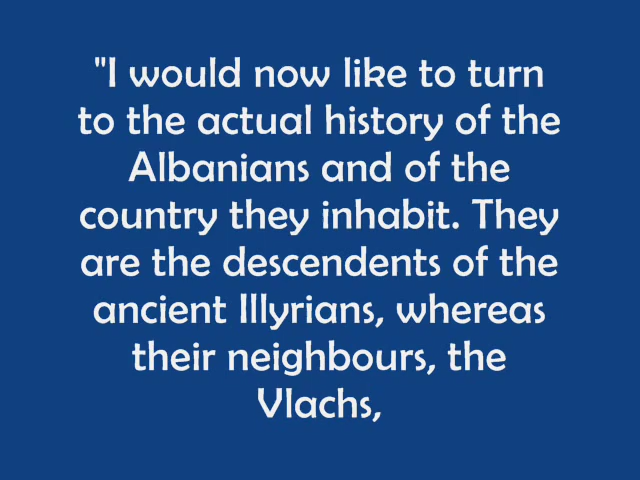 "I would now like to turn
to the actual history of the
Albanians and of the
country they inhabit. They
are the descendents of the
ancient Illyrians, whereas
their neighbours, the
Vlachs,